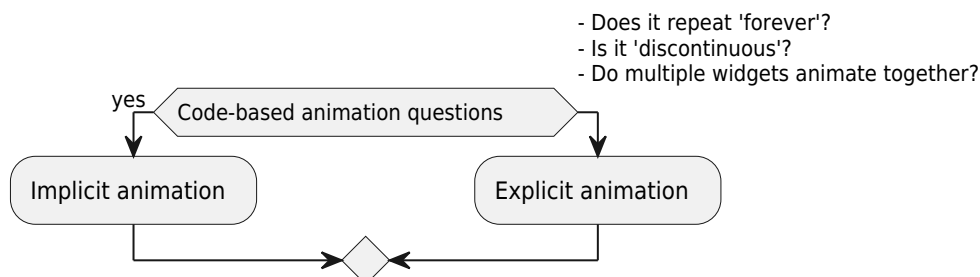 - Does it repeat 'forever'?
- Is it 'discontinuous'?
- Do multiple widgets animate together?
yes
Code-based animation questions
Implicit animation
Explicit animation